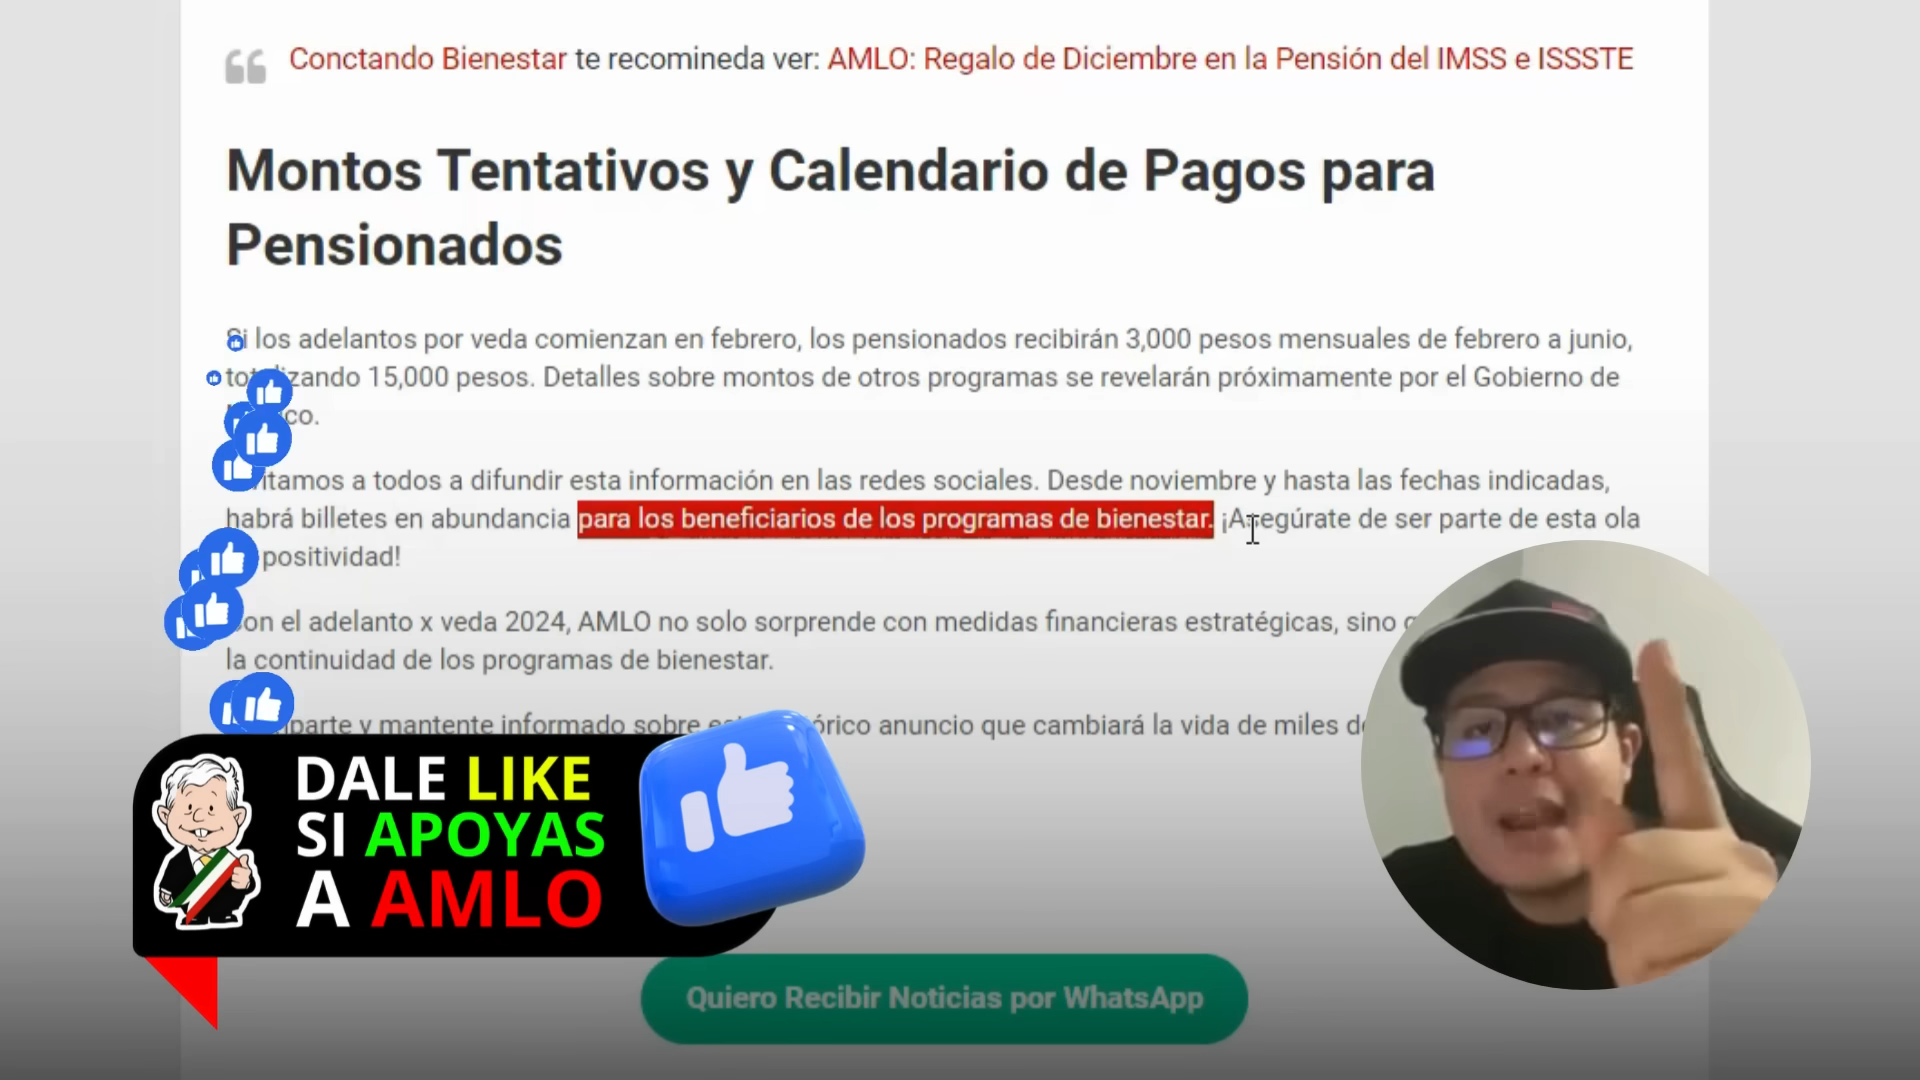 Conctando Bienestar te recomineda ver: AMLO: Regalo de Diciembre en la Pensión del IMSS e ISSSTE
Montos Tentativos y Calendario de Pagos para
Pensionados
Si los adelantos por veda comienzan en febrero, los pensionados recibirán 3,000 pesos mensuales de febrero a junio,
15,000 pesos. Detalles sobre montos de otros programas se revelarán próximamente por el Gobierno de
a todos a difundir esta información en las redes sociales. Desde noviembre y hasta las fechas indicadas,
habrá billetes en abundancia para los beneficiarios de los programas de bienestar. ¡Asegúrate de ser parte de esta ola
positividad!
el adelanto x veda 2024, AMLO no solo sorprende con medidas financieras estratégicas, sino
la continuidad de los programas de bienestar.
y mantente informado sobre anuncio que cambiará la vida de miles
DALE LIKE
SI APOYAS
A AMLO
Quiero Recibir Noticias por WhatsApp